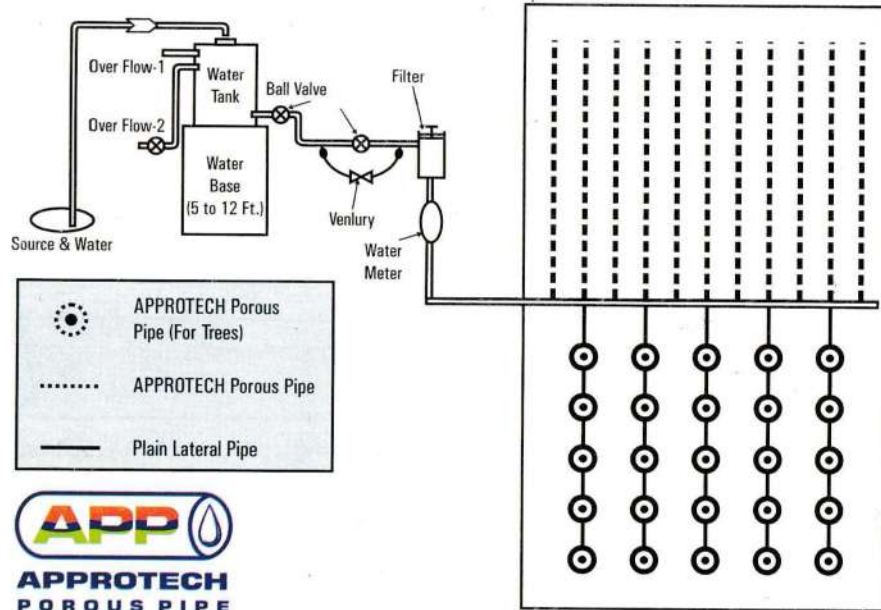 Over Flow-1
Water
Tank
Ball Valve
Filter
Over Flow-2
Water
Base
(5 to 12 Ft.)
Venlury
Source & Water
Water
Meter
APPROTECH Porous
Pipe (For Trees)
APPROTECH Porous Pipe
Plain Lateral Pipe
APP
APPROTECH
POROUS PIPE